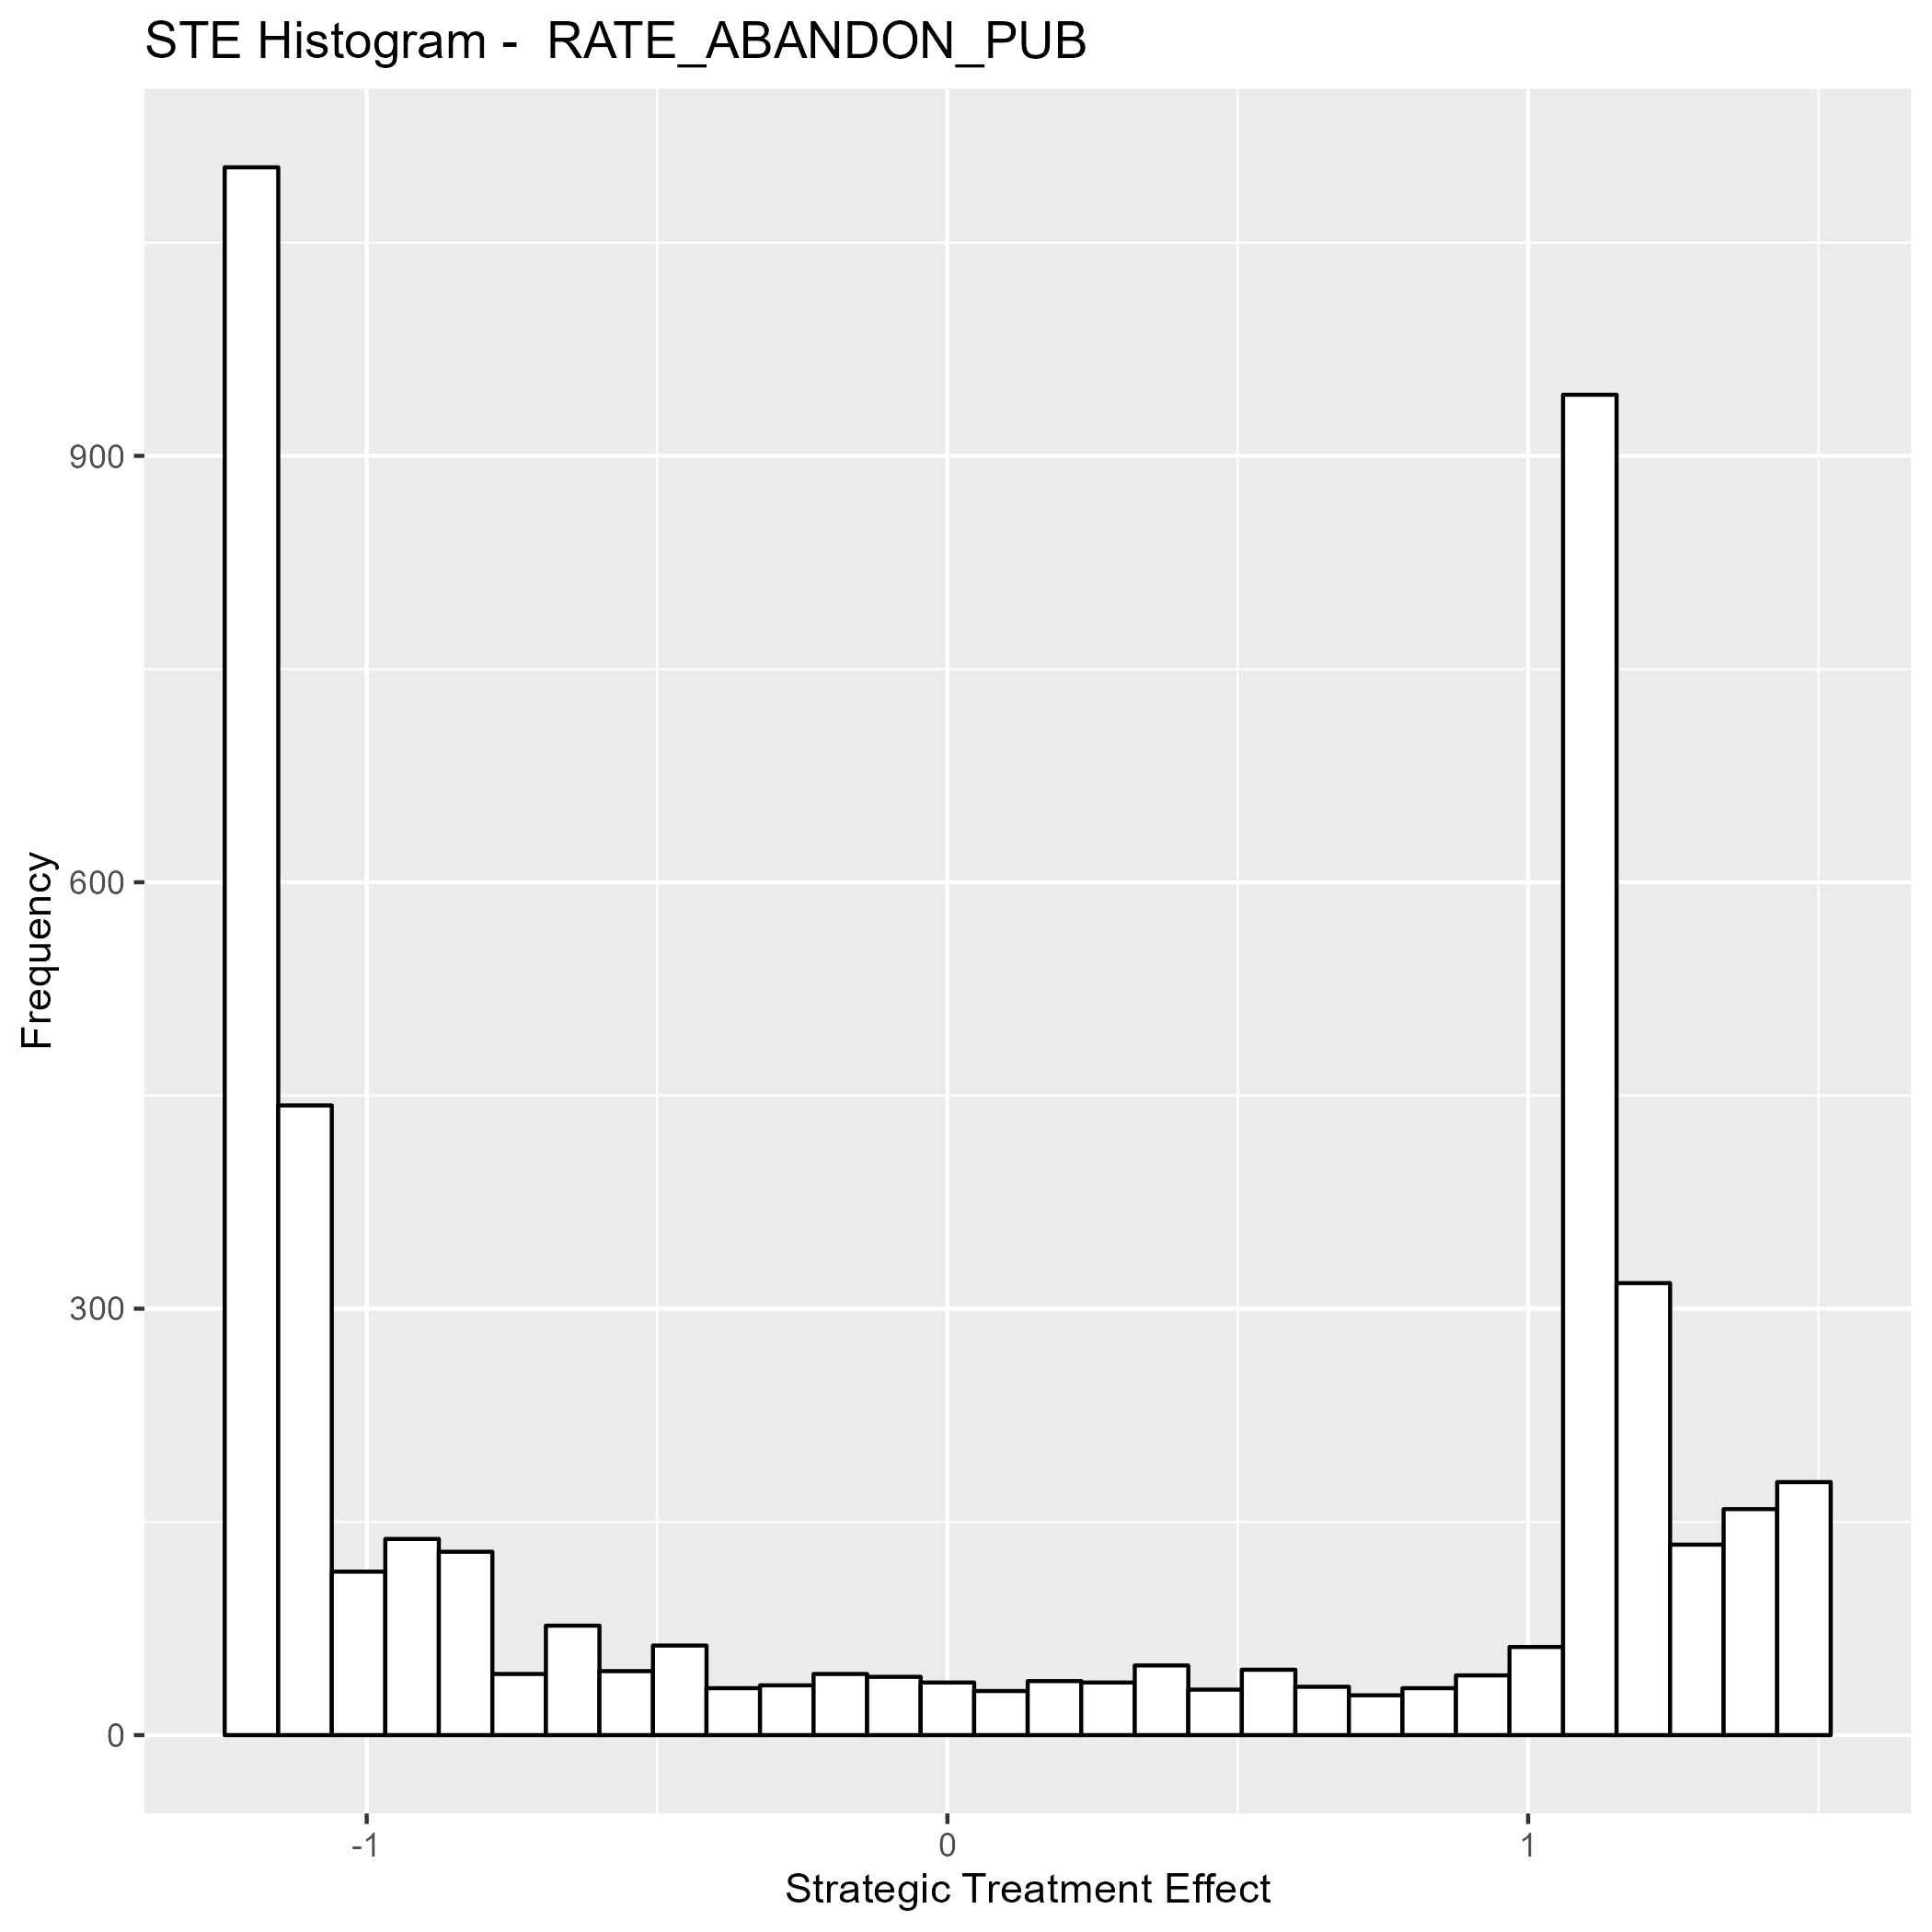 STE Histogram -  RATE_ABANDON_PUB
900
600
300
0
Frequency
-1
0
1
Strategic Treatment Effect